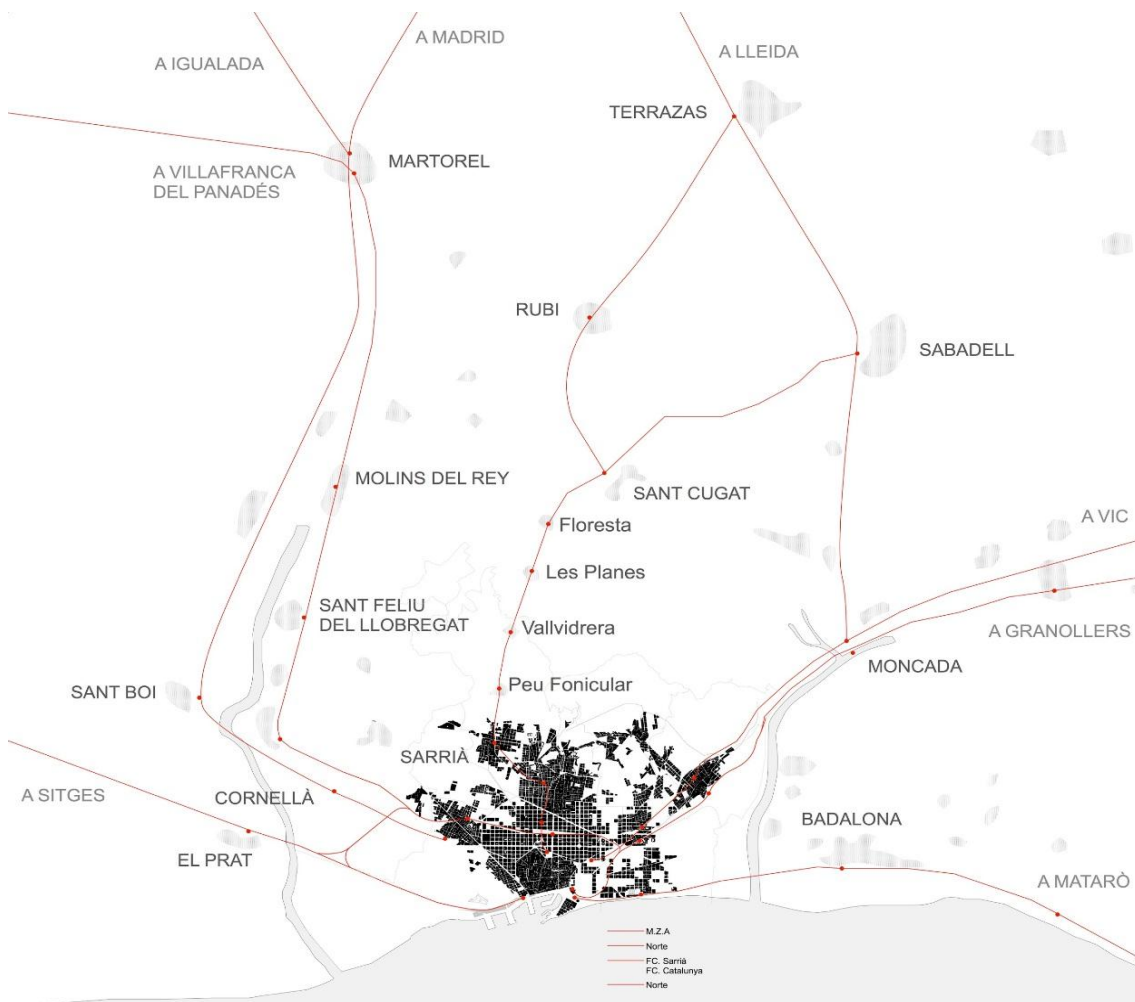 A MADRID
A IGUALADA
A LLEIDA
TERRAZAS
MARTOREL
A VILLAFRANCA
DEL PANADÉS
RUBI
SABADELL
MOLINS DEL REY
SANT CUGAT
A VIC
Floresta
Les Planes
SANT FELIU
DEL LLOBREGAT
Vallvidrera
A GRANOLLERS
MONCADA
SANT BOI
Peu Fonicular
SARRIÀ
A SITGES
CORNELLÀ
BADALONA
EL PRAT
A MATARÒ
M.Z.A
Norte
FC. Sarriá
FC. Catalunya
Norte